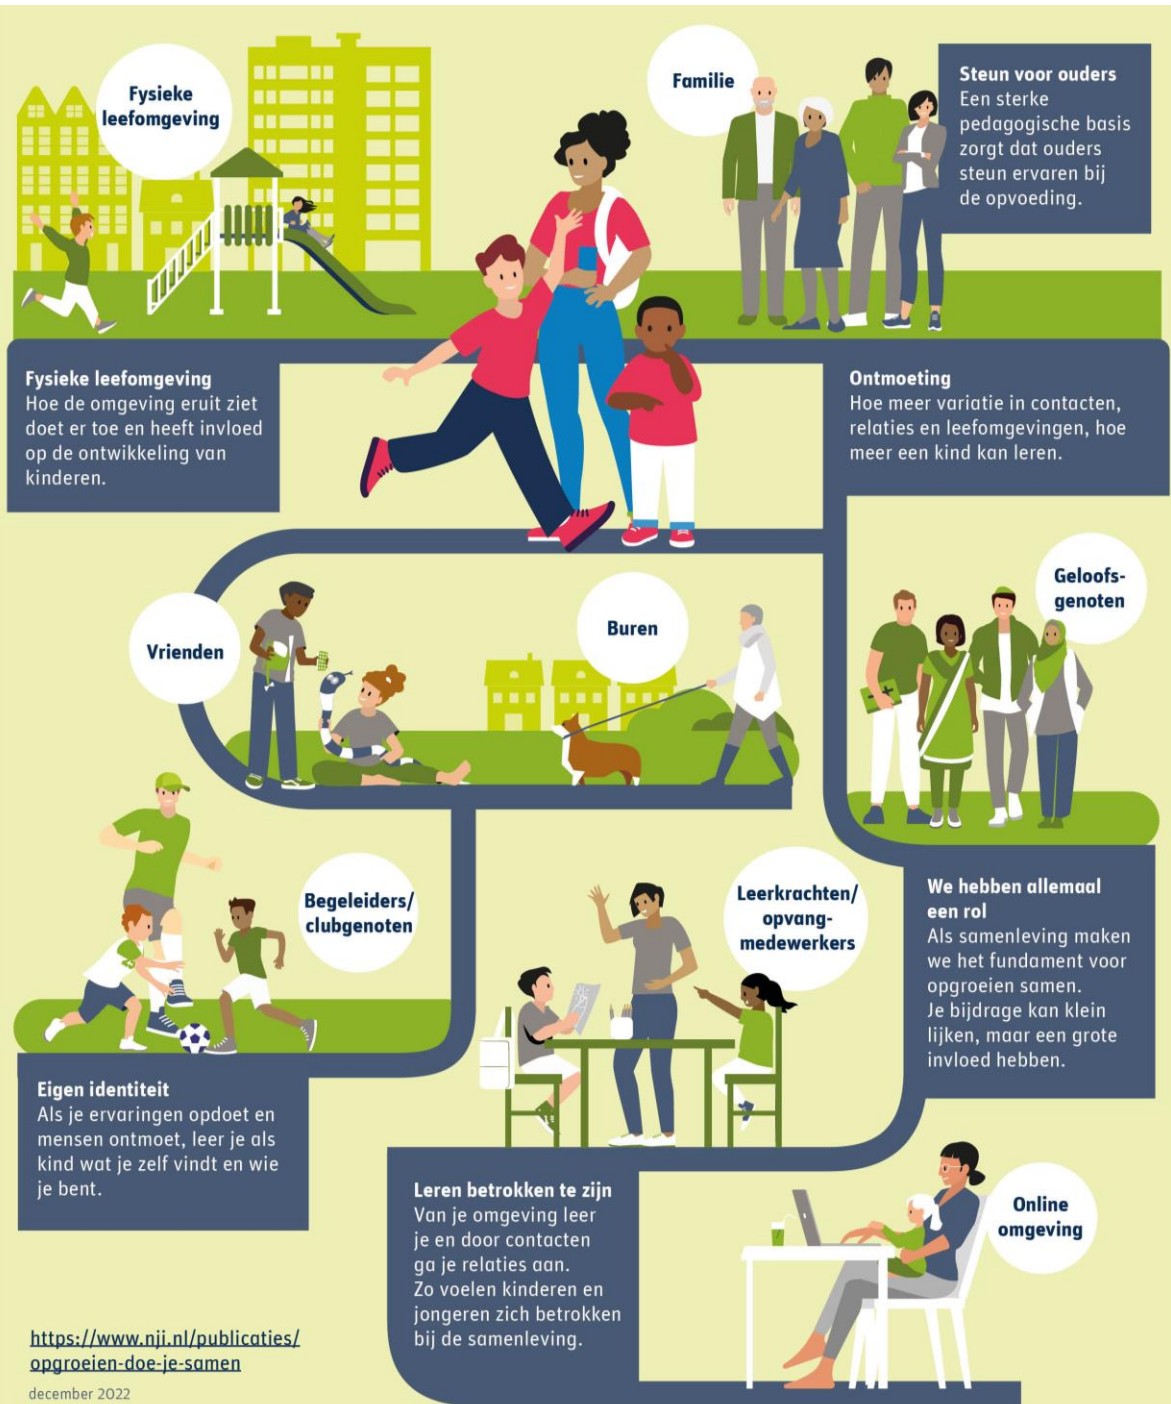 Fysieke
leefomgeving
Familie
Steun voor ouders
Een sterke
pedagogische basis
zorgt dat ouders
steun ervaren bij
de opvoeding.
Fysieke leefomgeving
Hoe de omgeving eruit ziet
doet er toe en heeft invloed
op de ontwikkeling van
kinderen.
Ontmoeting
Hoe meer variatie in contacten,
relaties en leefomgevingen, hoe
meer een kind kan leren.
Vrienden
Buren
Geloofs-
genoten
Begeleiders/
clubgenoten
Leerkrachten/
opvang-
medewerkers
We hebben allemaal
een rol
Als samenleving maken
we het fundament voor
opgroeien samen.
Je bijdrage kan klein
lijken, maar een grote
invloed hebben.
Eigen identiteit
Als je ervaringen opdoet en
mensen ontmoet, leer je als
kind wat je zelf vindt en wie
je bent.
Leren betrokken te zijn
Van je omgeving leer
je en door contacten
ga je relaties aan.
Zo voelen kinderen en
jongeren zich betrokken
bij de samenleving.
Online
omgeving
https://www.nji.nl/publicaties/
opgroeien-doe-je-samen
december 2022